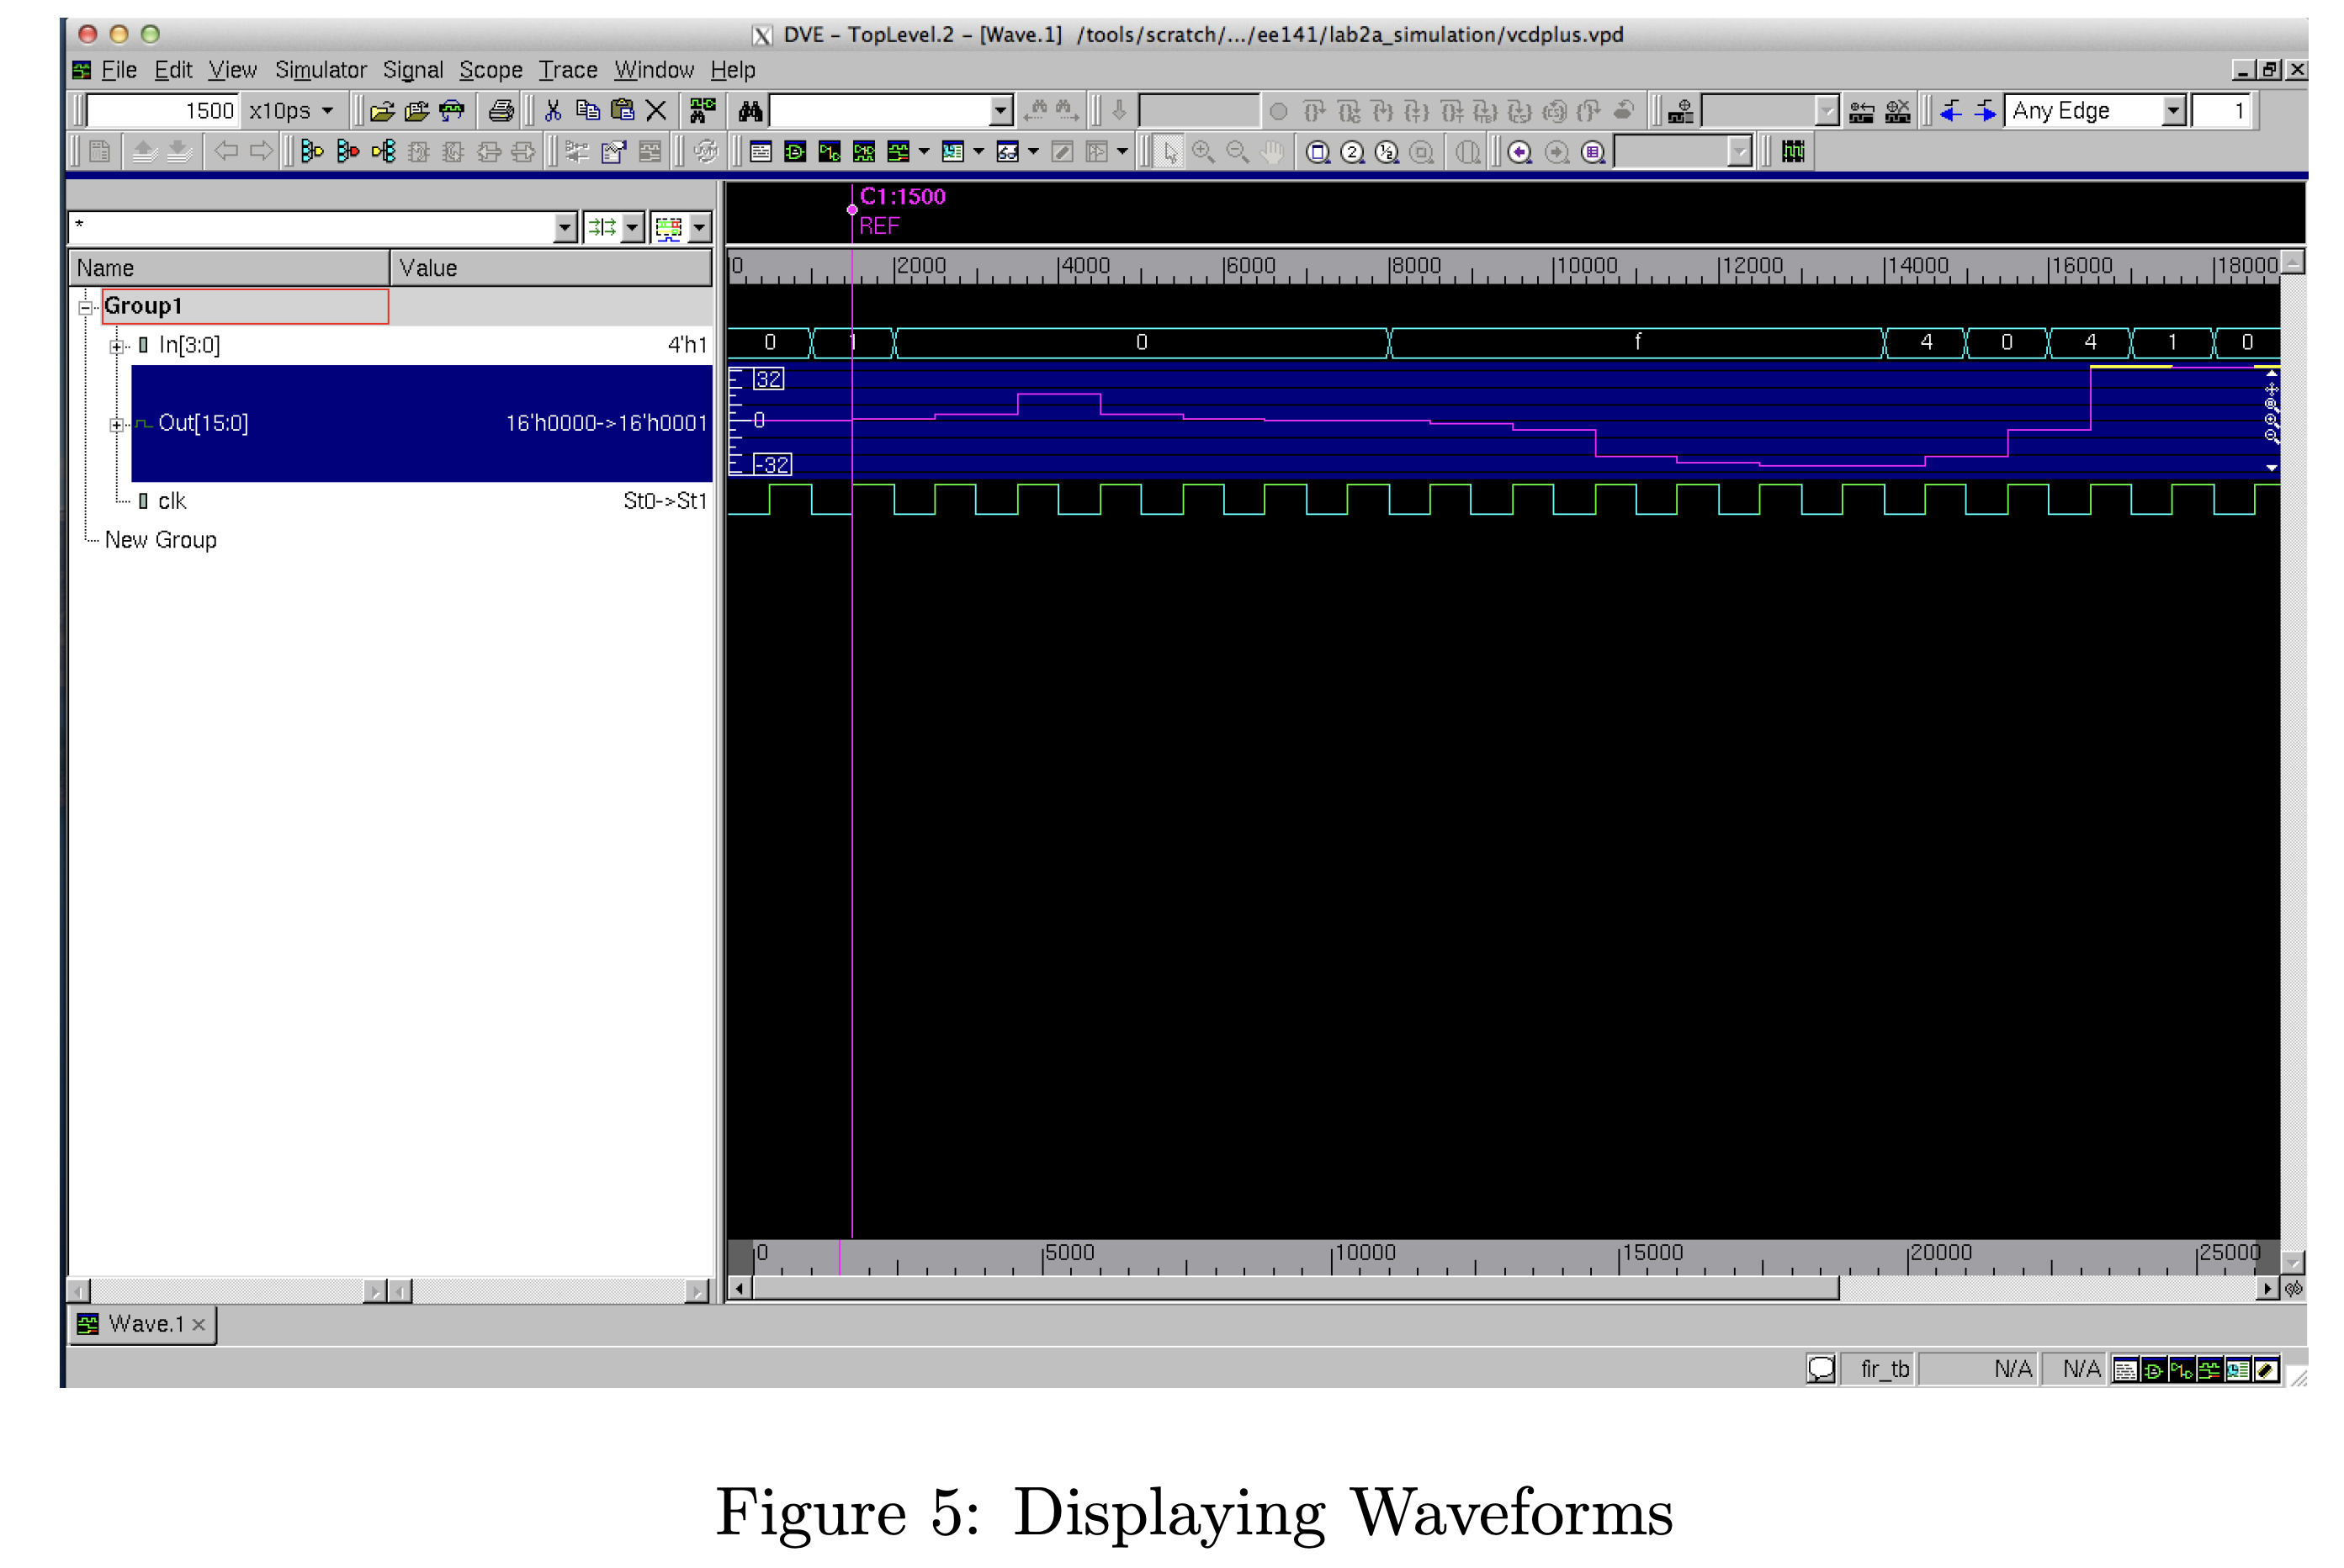 DVE - TopLevel.2 - [Wave.1] /tools/scratch/.../ee141/lab2a_simulation/vcdplus.vpd
File Edit View Simulator Signal Scope Trace Window Help
1500 x10ps Any Edge 1
C1:1500
REF
*
Name Value
0 2000 4000 6000 8000 10000 12000 14000 16000 18000
Group1
In[3:0] 4'h1 0 1 0 f 4 0 4 1 0
32
Out[15:0] 16'h0000->16'h0001 0
-32
clk St0->St1
New Group
0 5000 10000 15000 20000 25000
Wave.1
fir_tb N/A N/A
Figure 5: Displaying Waveforms